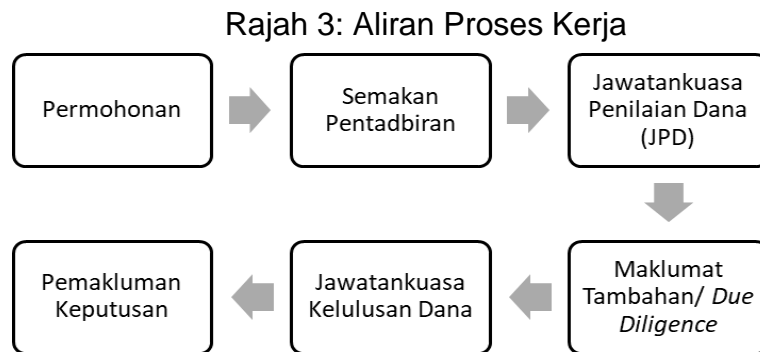 Rajah 3: Aliran Proses Kerja
Permohonan
Semakan
Pentadbiran
Jawatankuasa
Penilaian Dana
(JPD)
Maklumat
Tambahan/ Due
Diligence
Jawatankuasa
Kelulusan Dana
Pemakluman
Keputusan